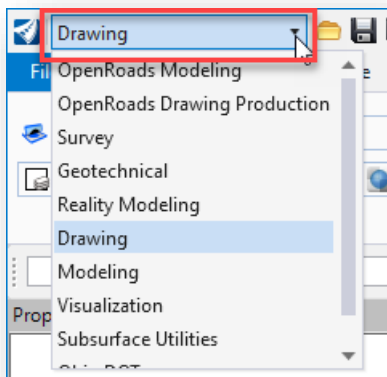 Drawing
Fil
OpenRoads Modeling
OpenRoads Drawing Production
Survey
Geotechnical
Reality Modeling
Drawing
Modeling
Visualization
Subsurface Utilities
Prop